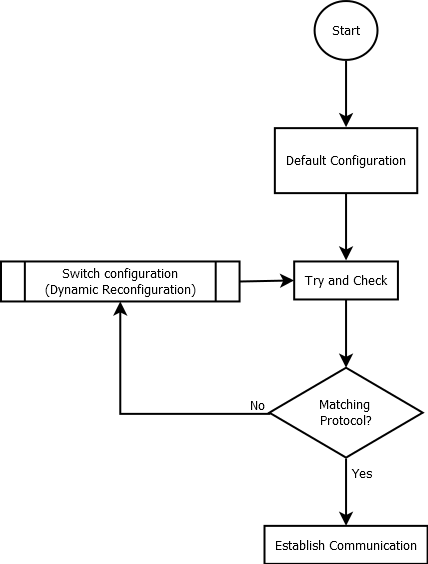 Start
Default Configuration
Switch configuration
(Dynamic Reconfiguration)
Try and Check
Matching
Protocol?
No
Yes
Establish Communication